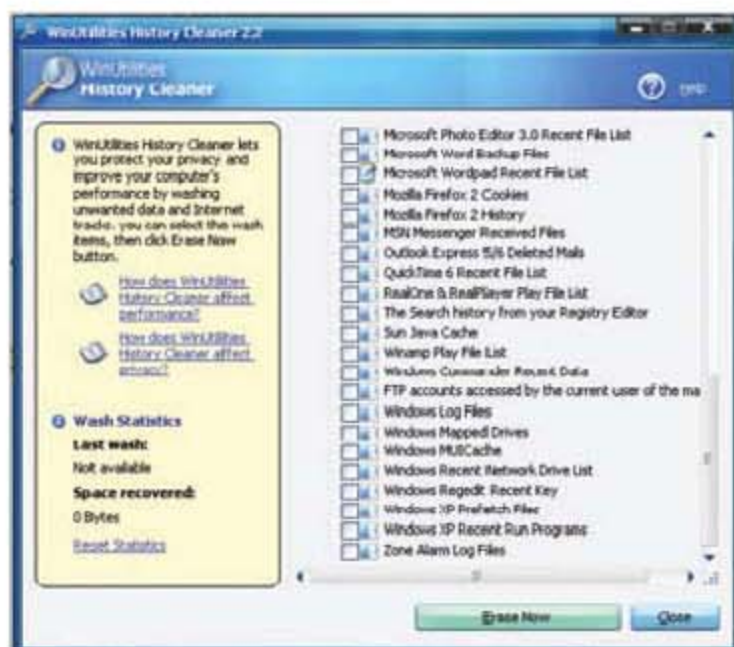 WinUtilities History Cleaner 2.2
WinUtilities
History Cleaner
Help
WinUtilities History Cleaner lets
you protect your privacy and
improve your computer's
performance by washing
unwanted data and Internet
tracks. you can select the wash
items, then click Erase Now
button.
How does WinUtilities
History Cleaner affect
performance?
How does WinUtilities
History Cleaner affect
privacy?
Wash Statistics
Last wash:
Not available
Space recovered:
0 Bytes
Reset Statistics
Microsoft Photo Editor 3.0 Recent File List
Microsoft Word Backup Files
Microsoft Wordpad Recent File List
Mozilla Firefox 2 Cookies
Mozilla Firefox 2 History
MSN Messenger Received Files
Outlook Express 5/6 Deleted Mails
QuickTime 6 Recent File List
RealOne & RealPlayer Play File List
The Search history from your Registry Editor
Sun Java Cache
Winamp Play File List
Windows Commander Recent Data
FTP accounts accessed by the current user of the ma
Windows Log Files
Windows Mapped Drives
Windows MUICache
Windows Recent Network Drive List
Windows Regedit Recent Key
Windows XP Prefetch Files
Windows XP Recent Run Programs
Zone Alarm Log Files
Erase Now
Close